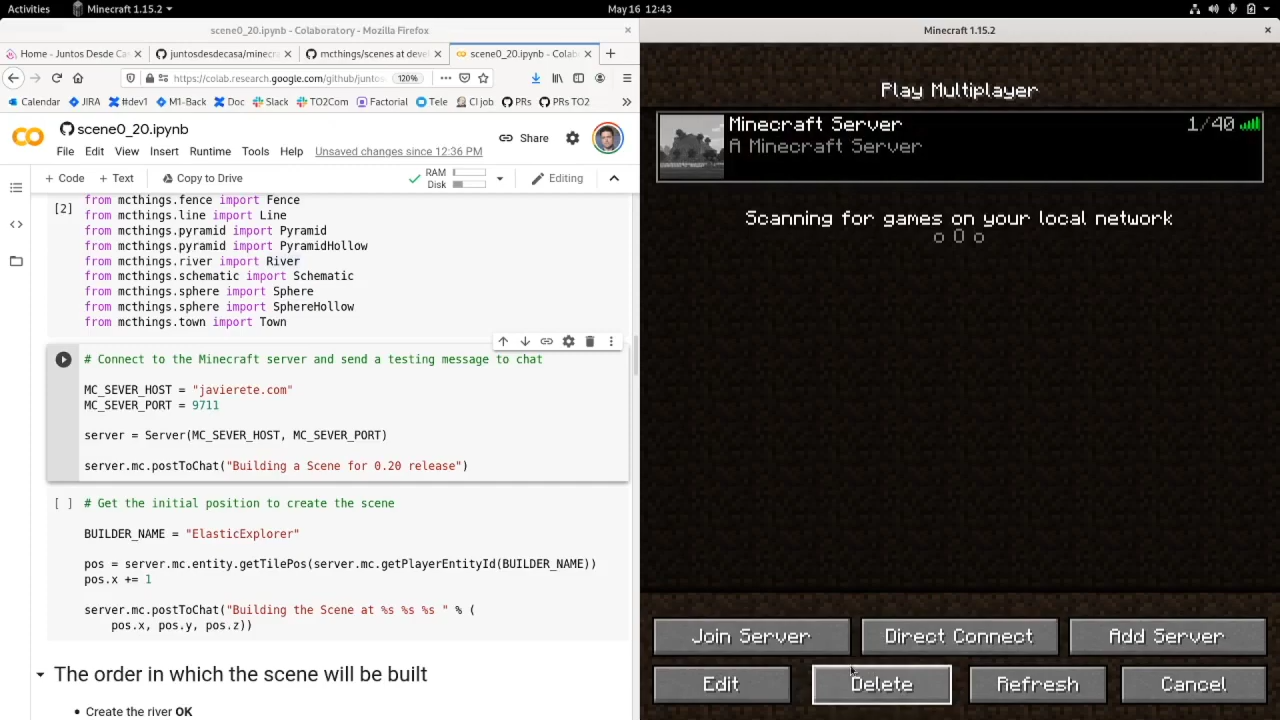 Activities
Minecraft 1.15.2
May 16 12:43
scene0_20.ipynb - Colaboratory - Mozilla Firefox
Minecraft 1.15.2
Home - Juntos Desde Ca
juntosdesdecasa/minecra
mcthings/scenes at deve
scene0_20.ipynb - Colab
https://colab.research.google.com/github/juntos
120%
Calendar
JIRA
#dev1
M1-Back
Doc
Slack
TO2Com
Factorial
Tele
CI job
PRs
PRs TO2
scene0_20.ipynb
Share
File Edit View Insert Runtime Tools Help Unsaved changes since 12:36 PM
+ Code + Text Copy to Drive
RAM
Disk
Editing
[2]
from mcthings.fence import Fence
from mcthings.line import Line
from mcthings.pyramid import Pyramid
from mcthings.pyramid import PyramidHollow
from mcthings.river import River
from mcthings.schematic import Schematic
from mcthings.sphere import Sphere
from mcthings.sphere import SphereHollow
from mcthings.town import Town
# Connect to the Minecraft server and send a testing message to chat
MC_SEVER_HOST = "javierete.com"
MC_SEVER_PORT = 9711
server = Server(MC_SEVER_HOST, MC_SEVER_PORT)
server.mc.postToChat("Building a Scene for 0.20 release")
[ ] # Get the initial position to create the scene
BUILDER_NAME = "ElasticExplorer"
pos = server.mc.entity.getTilePos(server.mc.getPlayerEntityId(BUILDER_NAME))
pos.x += 1
server.mc.postToChat("Building the Scene at %s %s %s " % (
pos.x, pos.y, pos.z))
The order in which the scene will be built
• Create the river OK
Play Multiplayer
Minecraft Server
1/40
A Minecraft Server
Scanning for games on your local network
o O o
Join Server
Direct Connect
Add Server
Edit
Delete
Refresh
Cancel